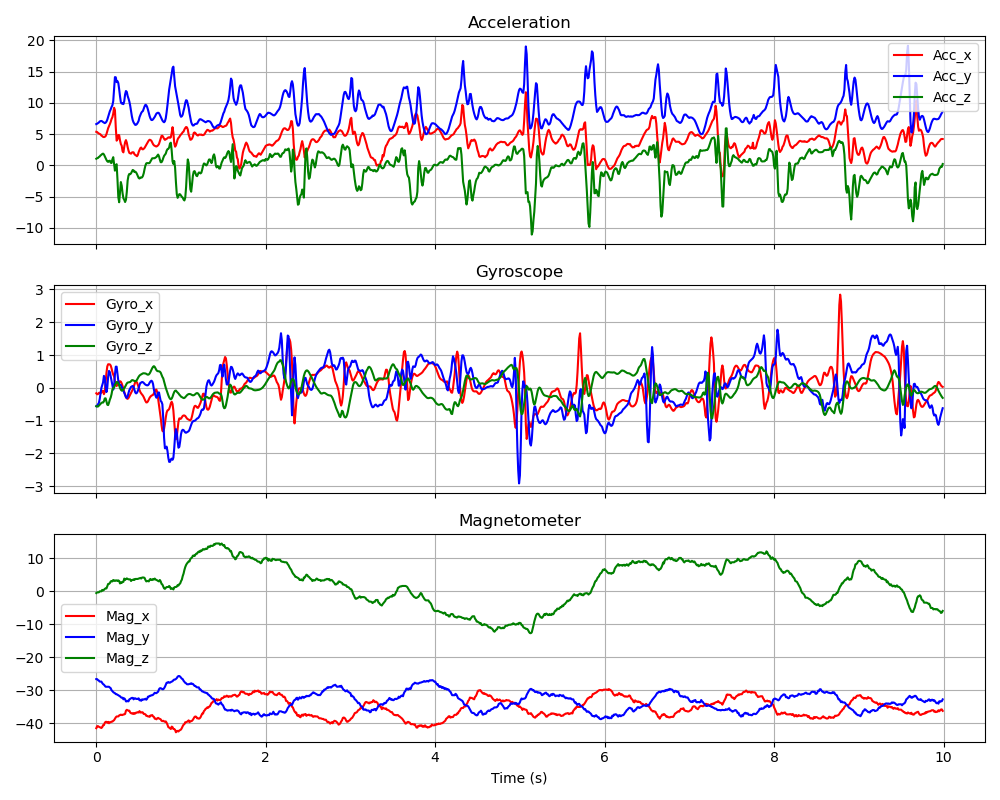 Acceleration
20
15
10
5
0
−5
−10
Acc_x
Acc_y
Acc_z
Gyroscope
3
2
1
0
−1
−2
−3
Gyro_x
Gyro_y
Gyro_z
Magnetometer
10
0
−10
−20
−30
−40
Mag_x
Mag_y
Mag_z
0 2 4 6 8 10
Time (s)